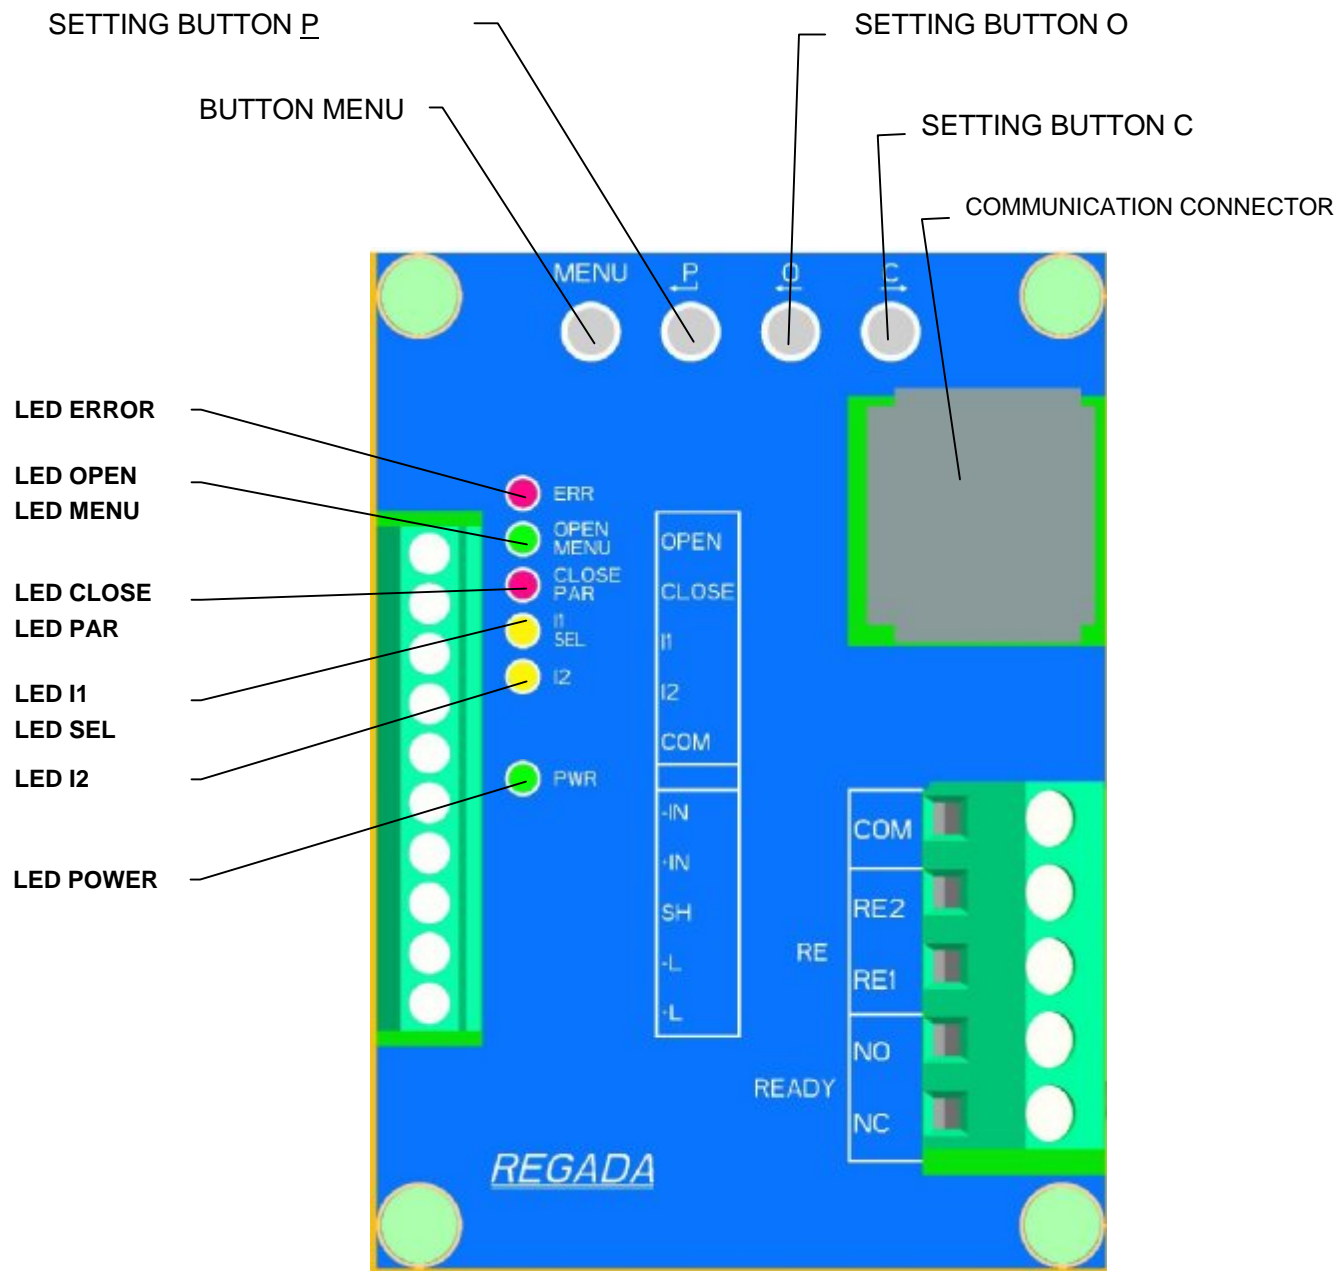 SETTING BUTTON P
SETTING BUTTON O
BUTTON MENU
SETTING BUTTON C
COMMUNICATION CONNECTOR
MENU
P
O
C
LED ERROR
LED OPEN
LED MENU
LED CLOSE
LED PAR
LED I1
LED SEL
LED I2
LED POWER
ERR
OPEN
MENU
CLOSE
PAR
I1
SEL
I2
PWR
OPEN
CLOSE
I1
I2
COM
-IN
+IN
SH
-L
+L
COM
RE2
RE
RE1
NO
READY
NC
REGADA